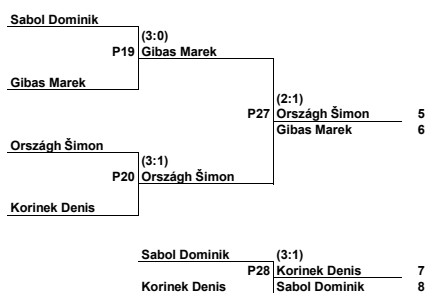 Sabol Dominik
(3:0)
P19 Gibas Marek
Gibas Marek
(2:1)
P27 Országh Šimon 5
Gibas Marek 6
Országh Šimon
(3:1)
P20 Országh Šimon
Korinek Denis
Sabol Dominik (3:1)
P28 Korinek Denis 7
Korinek Denis Sabol Dominik 8